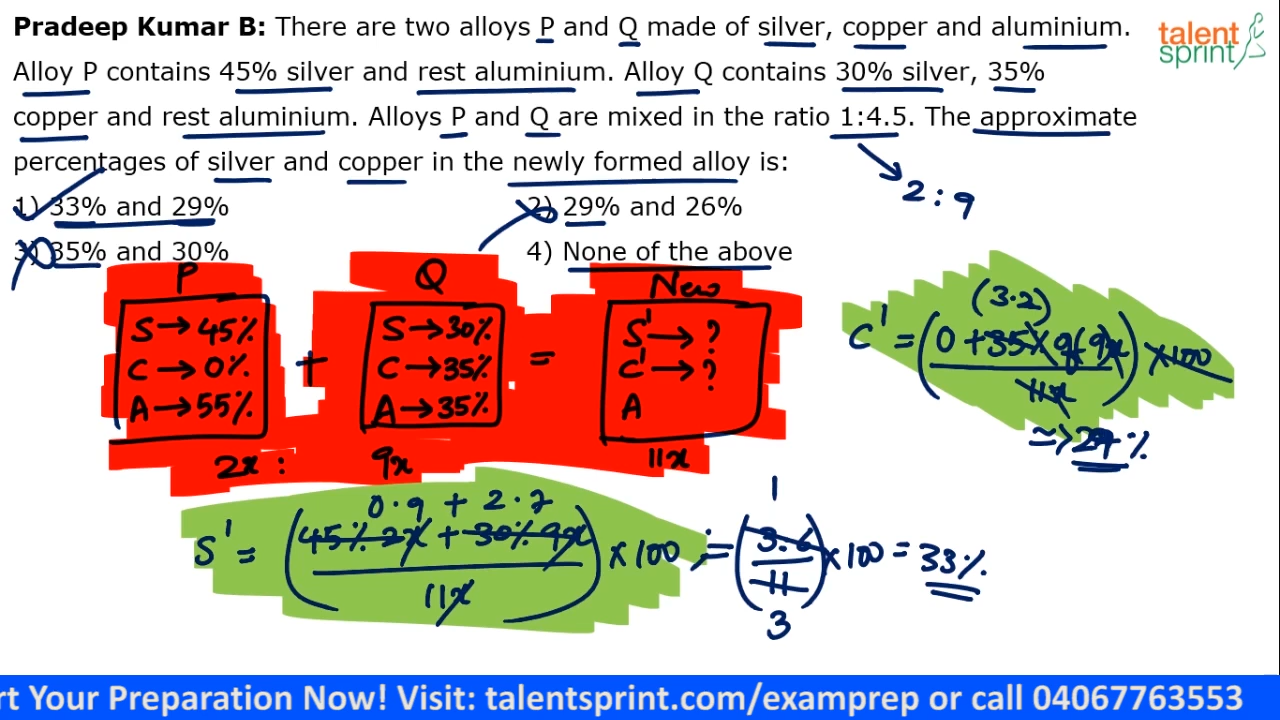 Pradeep Kumar B: There are two alloys P and Q made of silver, copper and aluminium.
talent
sprint
Alloy P contains 45% silver and rest aluminium. Alloy Q contains 30% silver, 35%
copper and rest aluminium. Alloys P and Q are mixed in the ratio 1:4.5. The approximate
percentages of silver and copper in the newly formed alloy is:
2:9
1) 33% and 29%
2) 29% and 26%
3) 35% and 30%
4) None of the above
P
Q
New
S→45%
C→0%
A→55%
+
S→30%
C→35%
A→35%
=
S'→?
C'→?
A
2x :
9x
11x
(3.2)
C' = (0 + 35% 9x) × 100
11x
29%
0.9 + 2.7
S' = (45% 2x + 30% 9x) × 100
11x
1
= (3.6) × 100 = 33%
11
3
rt Your Preparation Now! Visit: talentsprint.com/examprep or call 04067763553